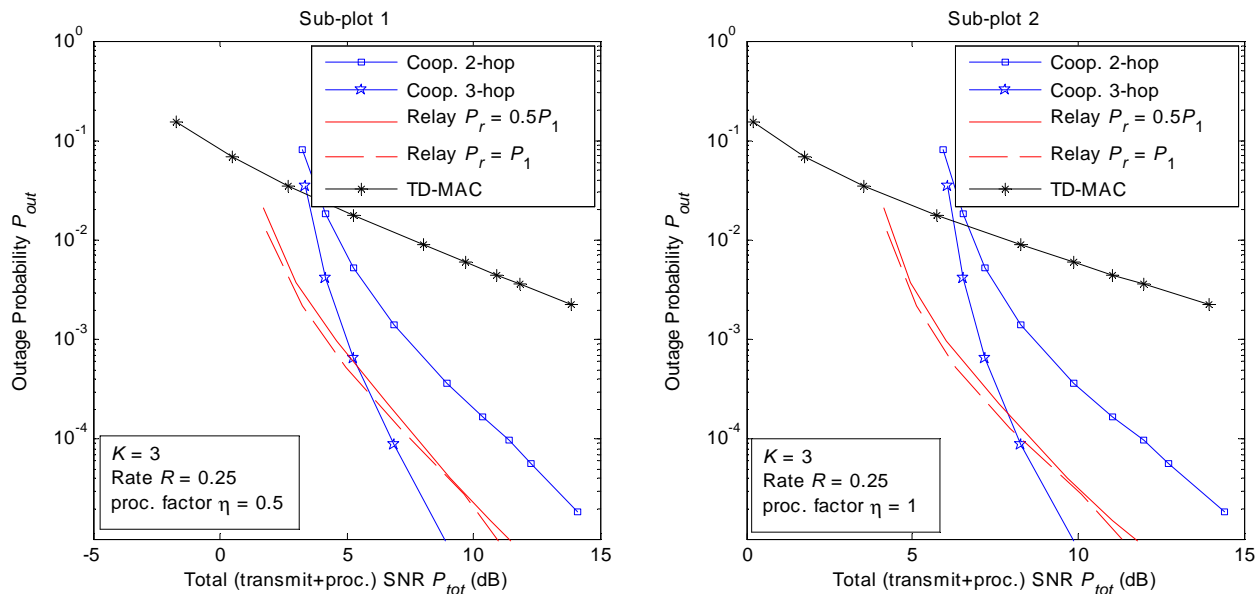 Sub-plot 1
10^0
10^-1
10^-2
10^-3
10^-4
Outage Probability P_out
-5
0
5
10
15
Total (transmit+proc.) SNR P_tot (dB)
Coop. 2-hop
Coop. 3-hop
Relay P_r = 0.5P_1
Relay P_r = P_1
TD-MAC
K = 3
Rate R = 0.25
proc. factor η = 0.5
Sub-plot 2
10^0
10^-1
10^-2
10^-3
10^-4
Outage Probability P_out
0
5
10
15
Total (transmit+proc.) SNR P_tot (dB)
Coop. 2-hop
Coop. 3-hop
Relay P_r = 0.5P_1
Relay P_r = P_1
TD-MAC
K = 3
Rate R = 0.25
proc. factor η = 1